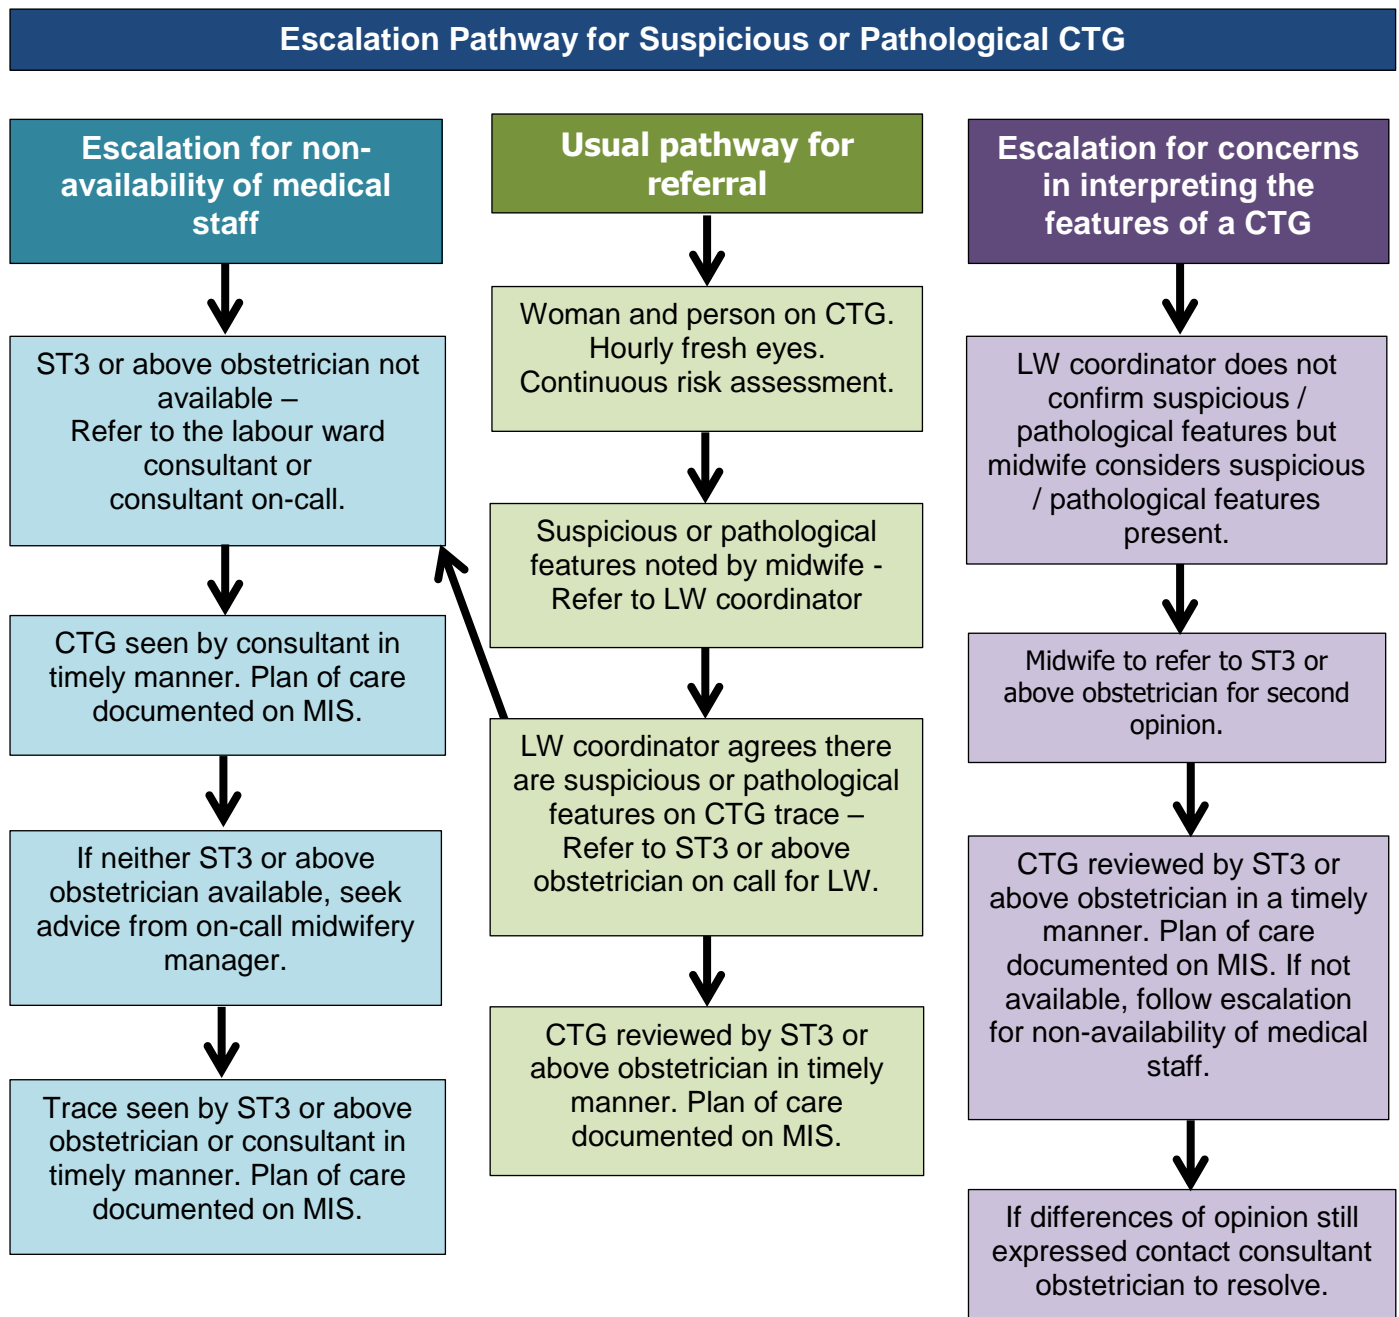 Escalation Pathway for Suspicious or Pathological CTG
Escalation for non-
availability of medical
staff
ST3 or above obstetrician not
available –
Refer to the labour ward
consultant or
consultant on-call.
CTG seen by consultant in
timely manner. Plan of care
documented on MIS.
If neither ST3 or above
obstetrician available, seek
advice from on-call midwifery
manager.
Trace seen by ST3 or above
obstetrician or consultant in
timely manner. Plan of care
documented on MIS.
Usual pathway for
referral
Woman and person on CTG.
Hourly fresh eyes.
Continuous risk assessment.
Suspicious or pathological
features noted by midwife -
Refer to LW coordinator
LW coordinator agrees there
are suspicious or pathological
features on CTG trace –
Refer to ST3 or above
obstetrician on call for LW.
CTG reviewed by ST3 or
above obstetrician in timely
manner. Plan of care
documented on MIS.
Escalation for concerns
in interpreting the
features of a CTG
LW coordinator does not
confirm suspicious /
pathological features but
midwife considers suspicious
/ pathological features
present.
Midwife to refer to ST3 or
above obstetrician for second
opinion.
CTG reviewed by ST3 or
above obstetrician in a timely
manner. Plan of care
documented on MIS. If not
available, follow escalation
for non-availability of medical
staff.
If differences of opinion still
expressed contact consultant
obstetrician to resolve.